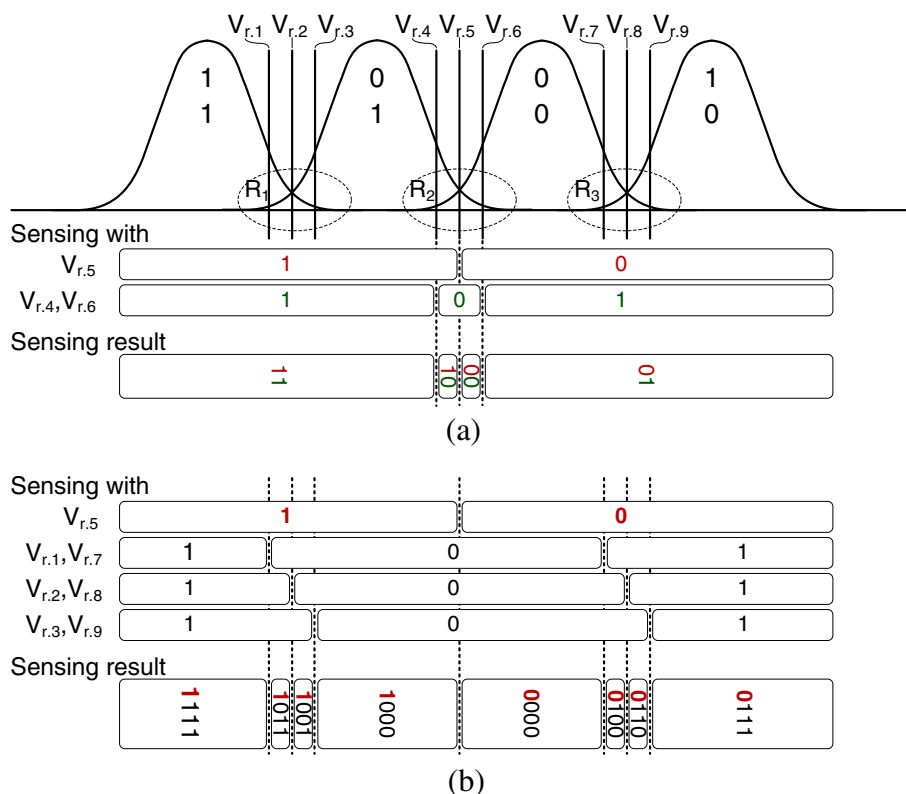 V_r.1 V_r.2 V_r.3 V_r.4 V_r.5 V_r.6 V_r.7 V_r.8 V_r.9
1 0 0 1
1 1 0 0
R_1 R_2 R_3
Sensing with
V_r.5 1 0
V_r.4,V_r.6 1 0 1
Sensing result
11 10 00 01
(a)
Sensing with
V_r.5 1 0
V_r.1,V_r.7 1 0 1
V_r.2,V_r.8 1 0 1
V_r.3,V_r.9 1 0 1
Sensing result
1111 1011 1001 1000 0000 0100 0110 0111
(b)